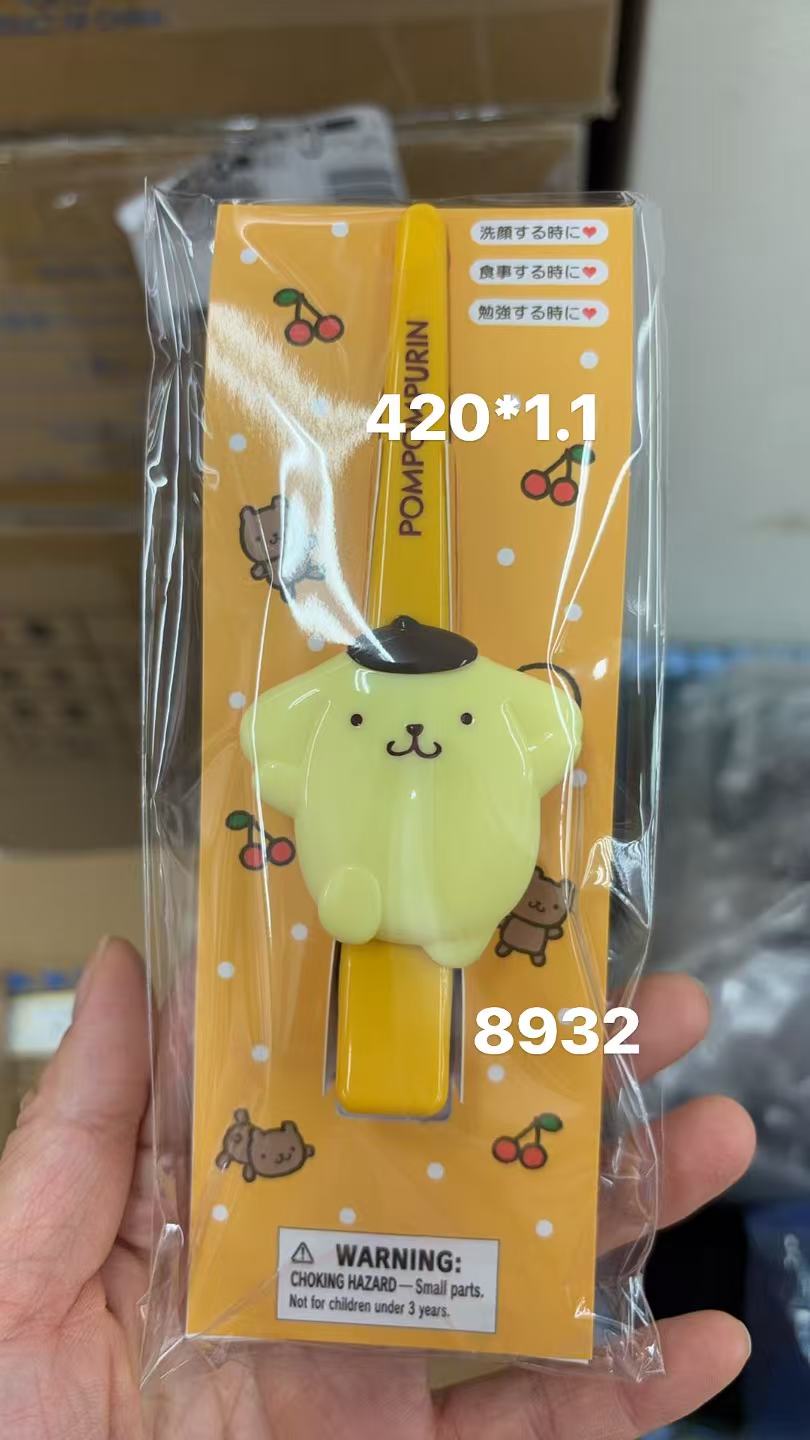 洗顔する時に❤
食事する時に❤
勉強する時に❤
POMPOMPURIN
420*1.1
8932
⚠ WARNING:
CHOKING HAZARD — Small parts.
Not for children under 3 years.